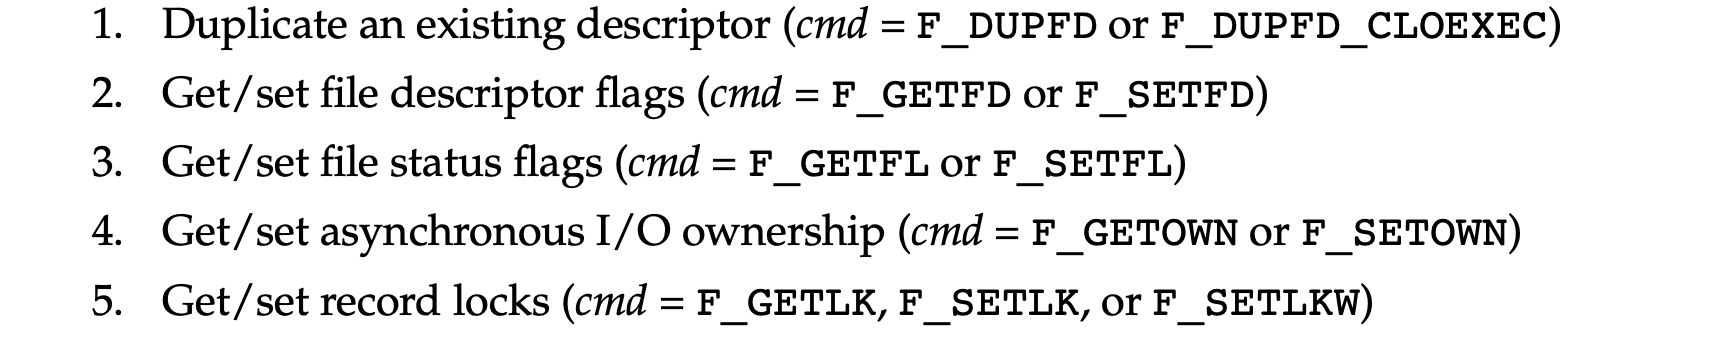 1. Duplicate an existing descriptor (cmd = F_DUPFD or F_DUPFD_CLOEXEC)
2. Get/set file descriptor flags (cmd = F_GETFD or F_SETFD)
3. Get/set file status flags (cmd = F_GETFL or F_SETFL)
4. Get/set asynchronous I/O ownership (cmd = F_GETOWN or F_SETOWN)
5. Get/set record locks (cmd = F_GETLK, F_SETLK, or F_SETLKW)